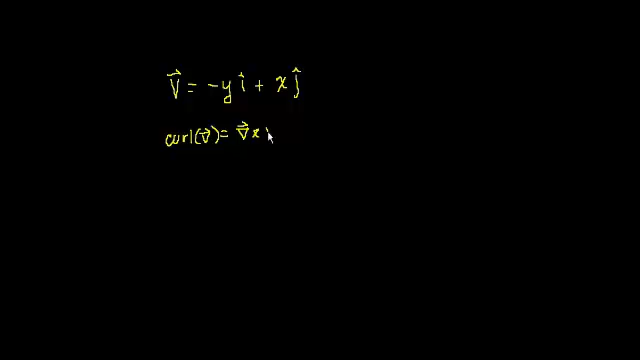 v⃗ = -y î + x ĵ
curl(v⃗) = ∇⃗ x